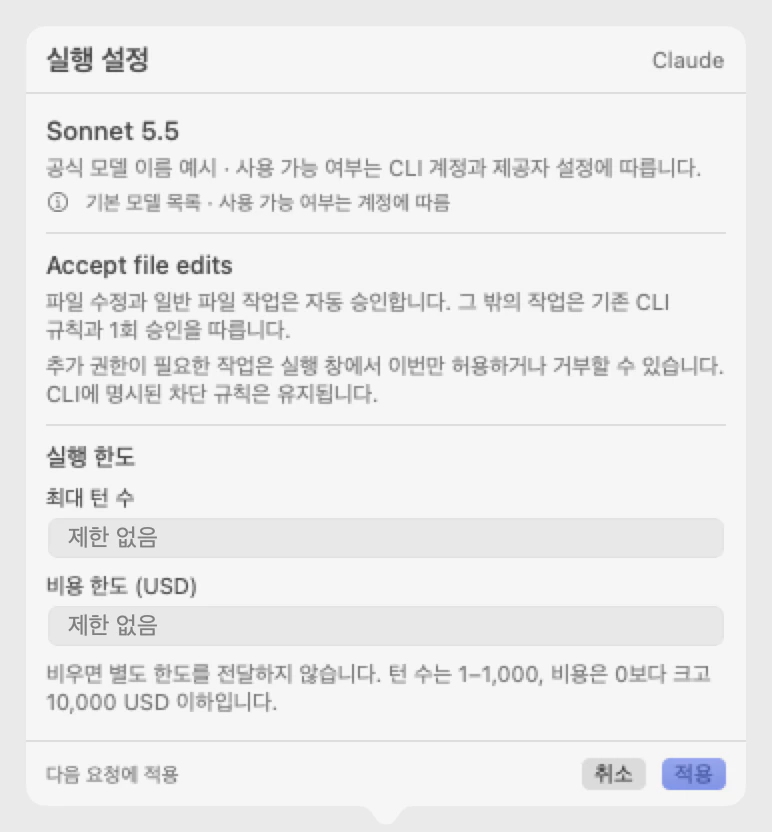 실행 설정
Claude
Sonnet 5.5
공식 모델 이름 예시 · 사용 가능 여부는 CLI 계정과 제공자 설정에 따릅니다.
기본 모델 목록 · 사용 가능 여부는 계정에 따름
Accept file edits
파일 수정과 일반 파일 작업은 자동 승인합니다. 그 밖의 작업은 기존 CLI
규칙과 1회 승인을 따릅니다.
추가 권한이 필요한 작업은 실행 창에서 이번만 허용하거나 거부할 수 있습니다.
CLI에 명시된 차단 규칙은 유지됩니다.
실행 한도
최대 턴 수
제한 없음
비용 한도 (USD)
제한 없음
비우면 별도 한도를 전달하지 않습니다. 턴 수는 1–1,000, 비용은 0보다 크고
10,000 USD 이하입니다.
다음 요청에 적용
취소
적용